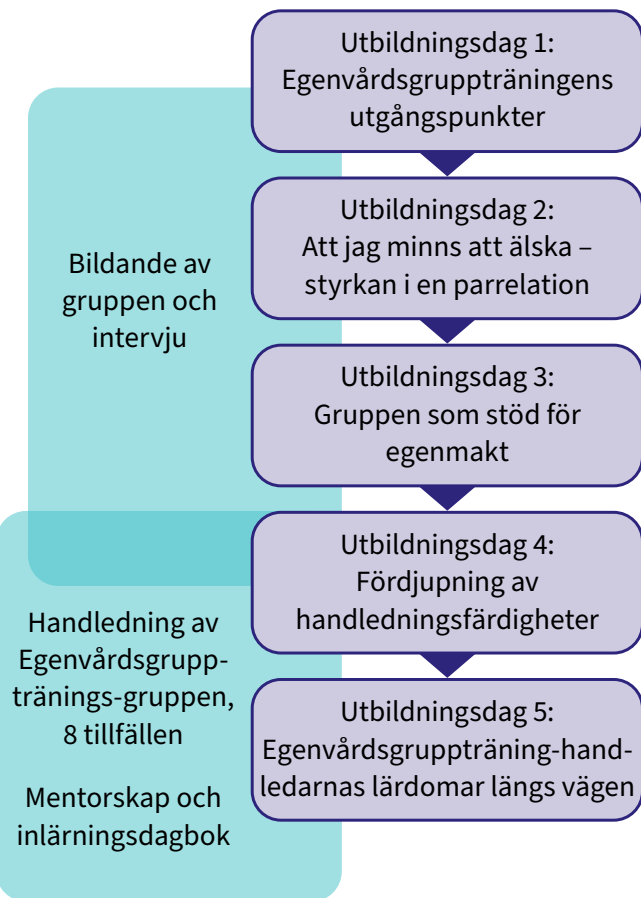 Utbildningsdag 1:
Egenvårdsgruppträningens
utgångspunkter
Utbildningsdag 2:
Att jag minns att älska –
styrkan i en parrelation
Bildande av
gruppen och
intervju
Utbildningsdag 3:
Gruppen som stöd för
egenmakt
Utbildningsdag 4:
Fördjupning av
handledningsfärdigheter
Handledning av
Egenvårdsgrupp-
tränings-gruppen,
8 tillfällen
Utbildningsdag 5:
Egenvårdsgruppträning-hand-
ledarnas lärdomar längs vägen
Mentorskap och
inlärningsdagbok